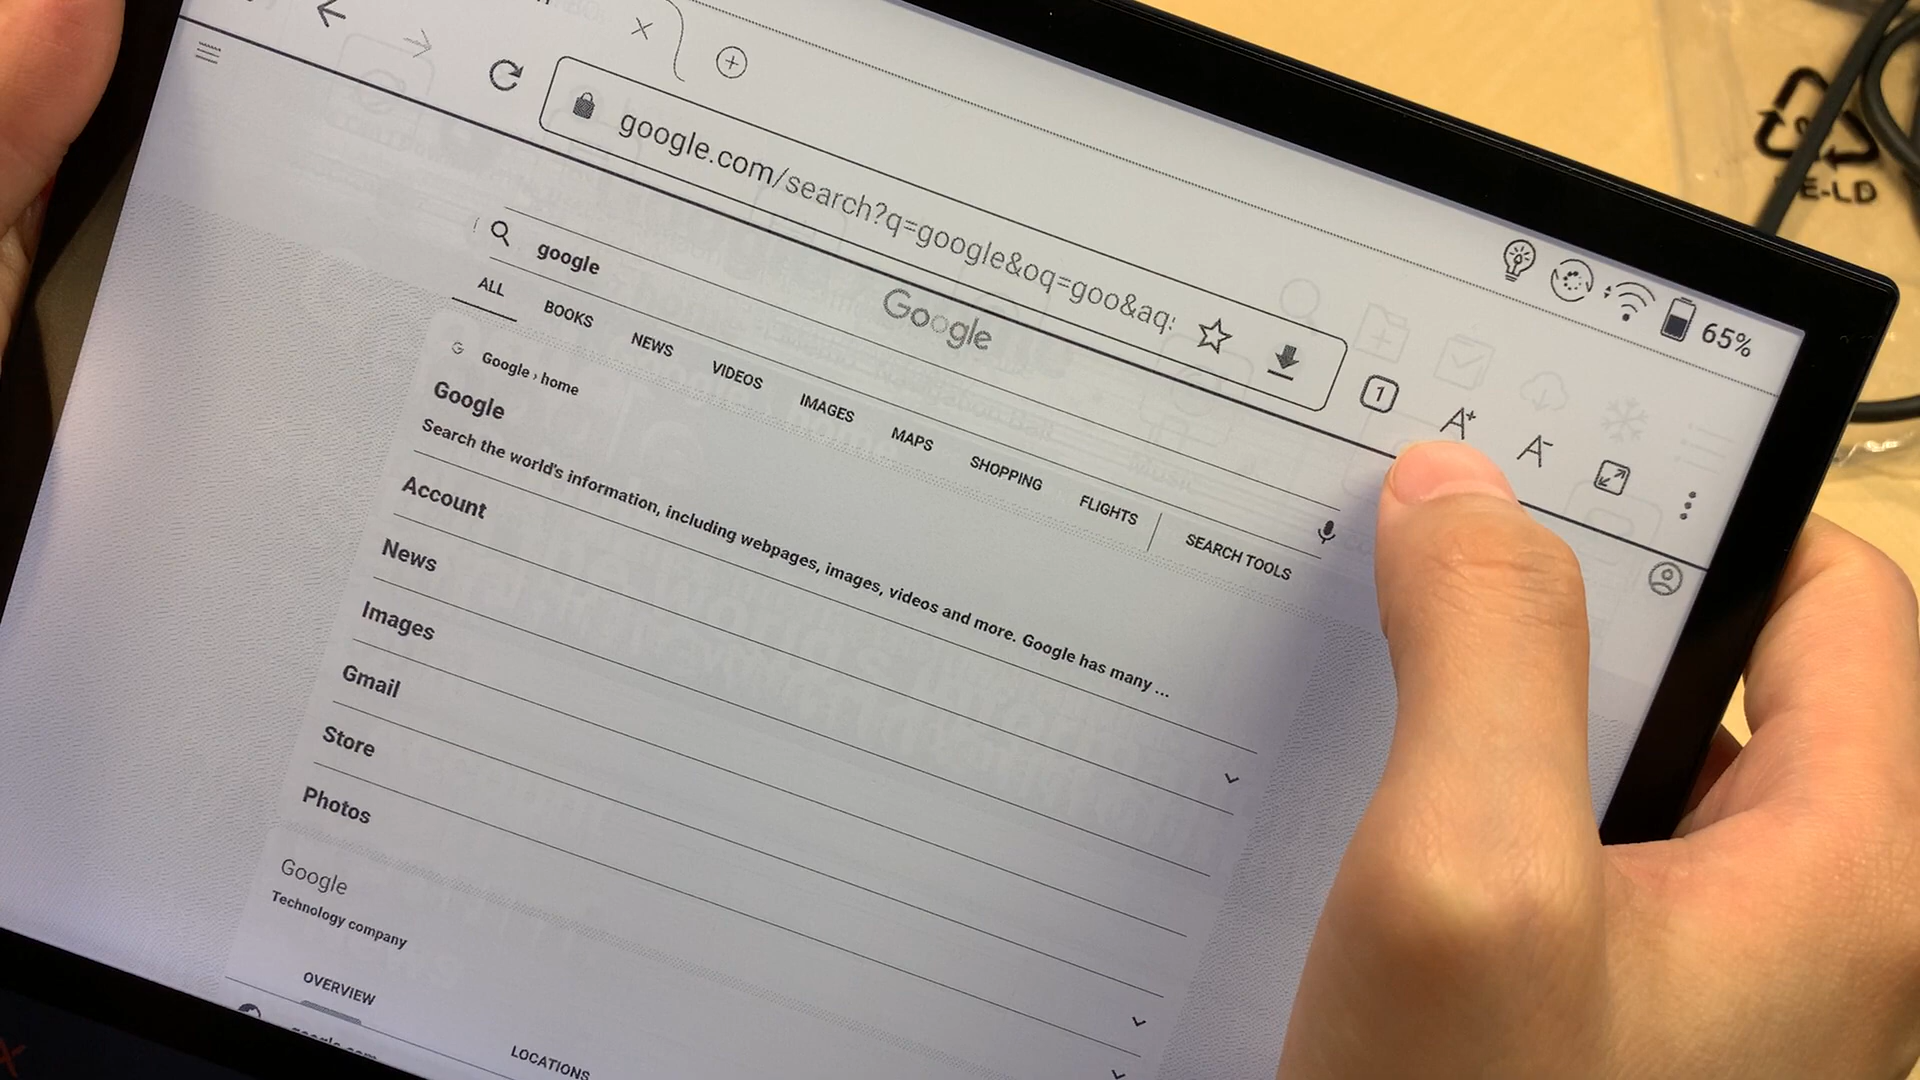 google.com/search?q=google&oq=goo&aq:
65%
1
A+
A-
Google
google
ALL BOOKS NEWS VIDEOS IMAGES MAPS SHOPPING FLIGHTS SEARCH TOOLS
G
Google › home
Google
Search the world's information, including webpages, images, videos and more. Google has many ...
Account
News
Images
Gmail
Store
Photos
Google
Technology company
OVERVIEW
LOCATIONS
E-LD